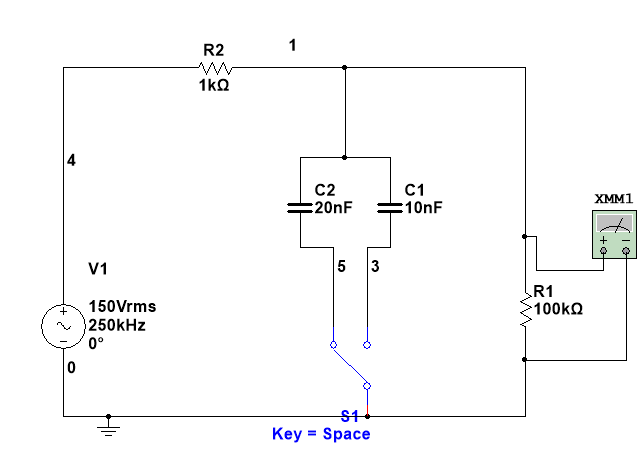 R2
1
1kΩ
4
C2
20nF
C1
10nF
XMM1
+
−
5
3
V1
150Vrms
250kHz
0°
+
−
0
R1
100kΩ
S1
Key = Space